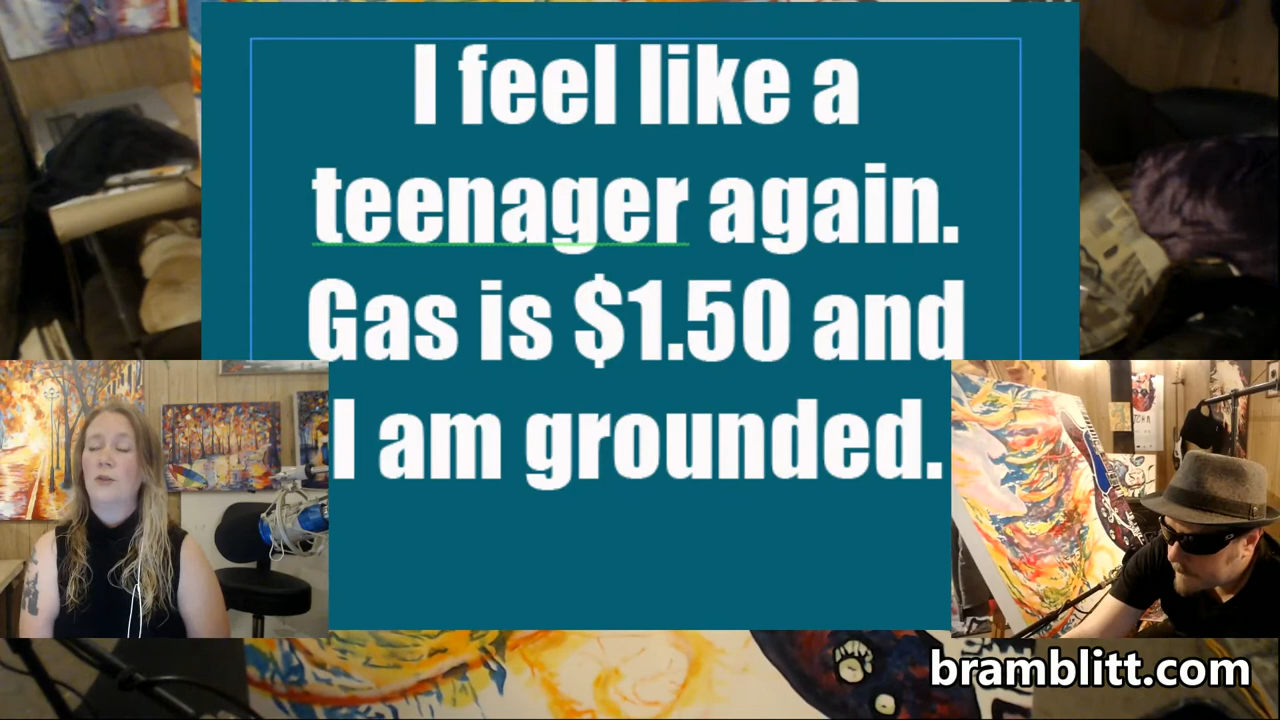 I feel like a
teenager again.
Gas is $1.50 and
I am grounded.
bramblitt.com